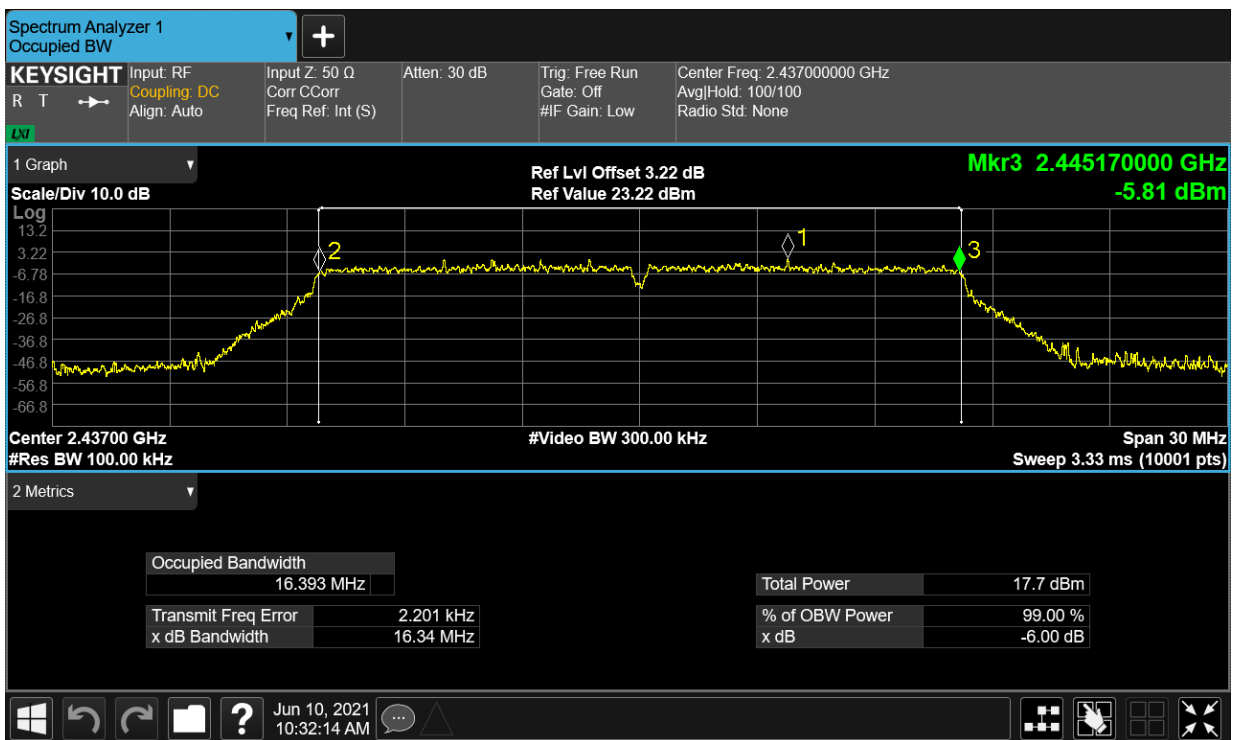 Spectrum Analyzer 1
Occupied BW
▼
+
KEYSIGHT
R T
LXI
Input: RF
Coupling: DC
Align: Auto
Input Z: 50 Ω
Corr CCorr
Freq Ref: Int (S)
Atten: 30 dB
Trig: Free Run
Gate: Off
#IF Gain: Low
Center Freq: 2.437000000 GHz
Avg|Hold: 100/100
Radio Std: None
1 Graph ▼
Ref Lvl Offset 3.22 dB
Mkr3 2.445170000 GHz
Scale/Div 10.0 dB
Ref Value 23.22 dBm
-5.81 dBm
Log
13.2
3.22
-6.78
-16.8
-26.8
-36.8
-46.8
-56.8
-66.8
2
1
3
Center 2.43700 GHz
#Video BW 300.00 kHz
Span 30 MHz
#Res BW 100.00 kHz
Sweep 3.33 ms (10001 pts)
2 Metrics ▼
Occupied Bandwidth
16.393 MHz
Total Power 17.7 dBm
Transmit Freq Error 2.201 kHz
% of OBW Power 99.00 %
x dB Bandwidth 16.34 MHz
x dB -6.00 dB
?
Jun 10, 2021
10:32:14 AM